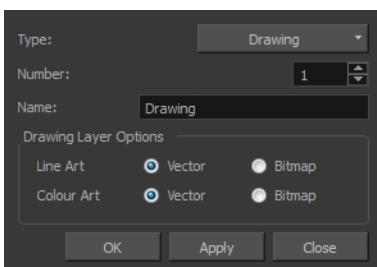 Type: Drawing
Number: 1
Name: Drawing
Drawing Layer Options
Line Art Vector Bitmap
Colour Art Vector Bitmap
OK Apply Close